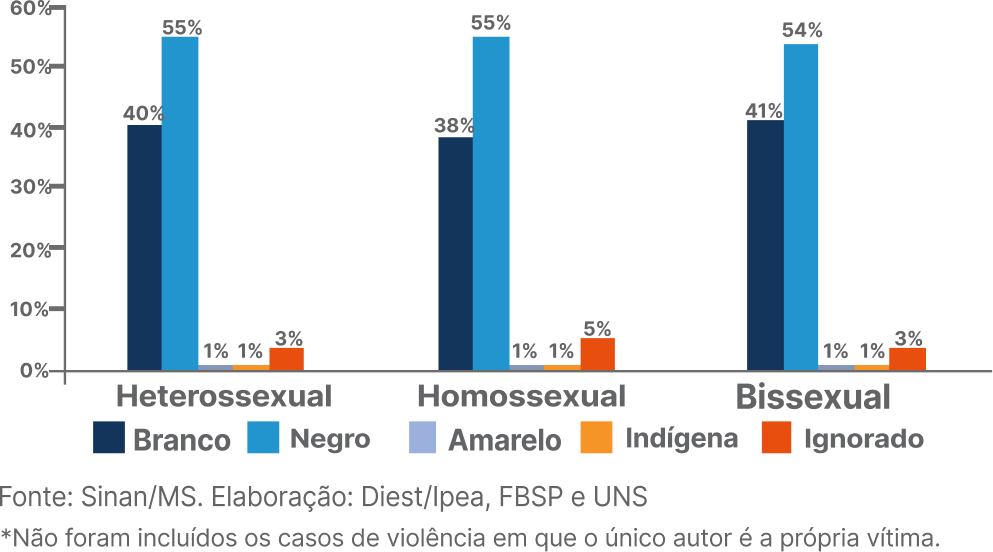 60%
55%
55%
54%
50%
40%
38%
41%
40%
30%
20%
10%
1% 1% 3%
1% 1% 5%
1% 1% 3%
0%
Heterossexual Homossexual Bissexual
Branco Negro Amarelo Indígena Ignorado
Fonte: Sinan/MS. Elaboração: Diest/Ipea, FBSP e UNS
*Não foram incluídos os casos de violência em que o único autor é a própria vítima.